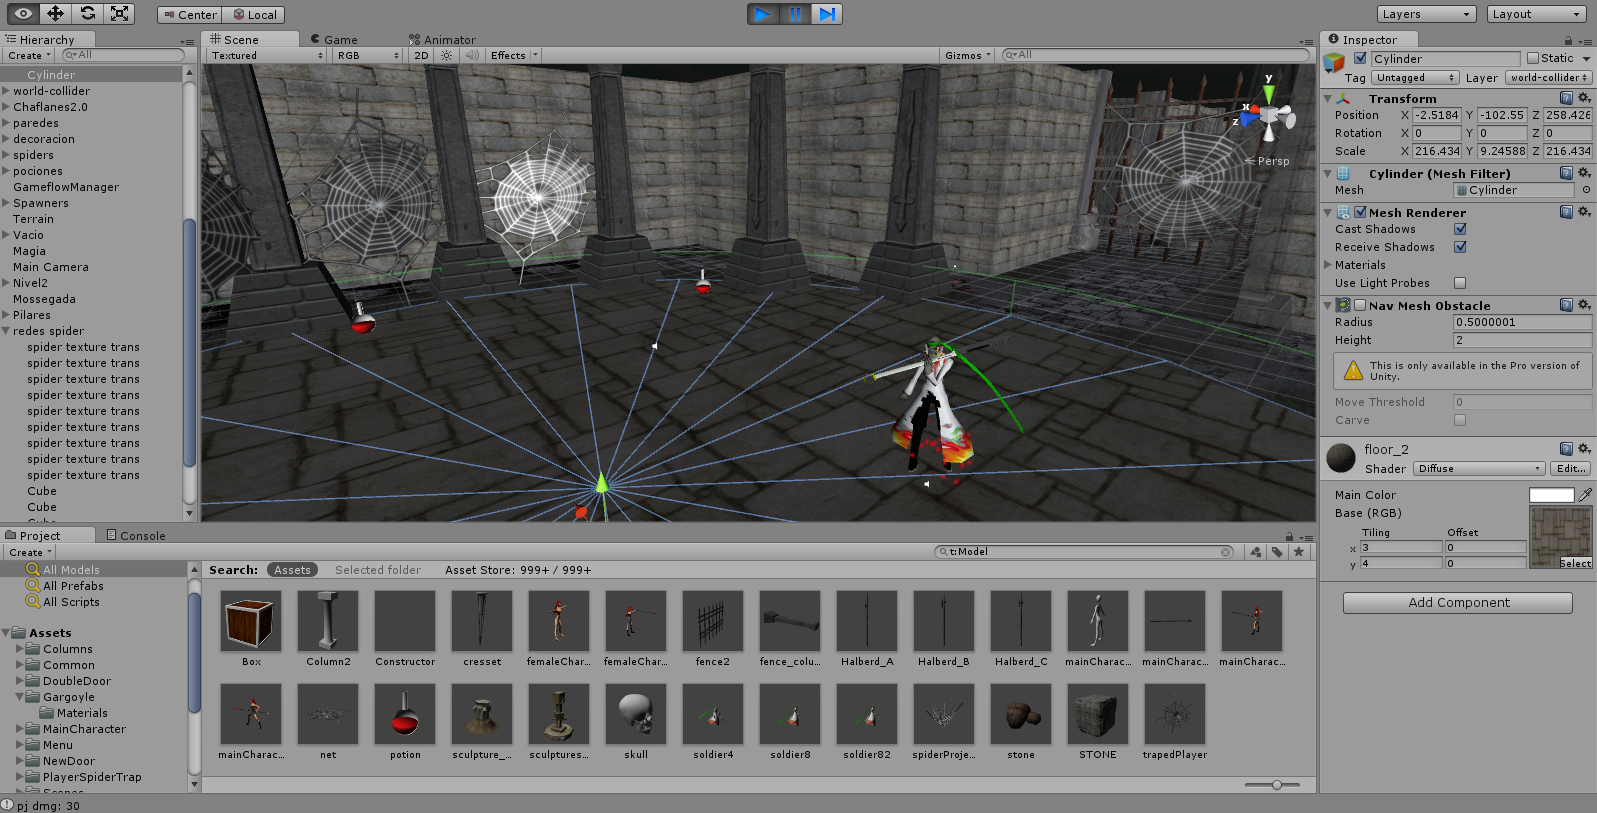 Center Local Layers Layout
Hierarchy Scene Game Animator Inspector
Create All Textured RGB 2D Effects Gizmos All
Cylinder
world-collider
Chaflanes2.0
paredes
decoracion
spiders
pociones
GameflowManager
Spawners
Terrain
Vacio
Magia
Main Camera
Nivel2
Mossegada
Pilares
redes spider
spider texture trans
spider texture trans
spider texture trans
spider texture trans
spider texture trans
spider texture trans
spider texture trans
spider texture trans
spider texture trans
Cube
Cube
Cube
y
x
z
Persp
Cylinder Static
Tag Untagged Layer world-collider
Transform
Position X -2.5184 Y -102.55 Z 258.426
Rotation X 0 Y 0 Z 0
Scale X 216.434 Y 9.24588 Z 216.434
Cylinder (Mesh Filter)
Mesh Cylinder
Mesh Renderer
Cast Shadows
Receive Shadows
Materials
Use Light Probes
Nav Mesh Obstacle
Radius 0.5000001
Height 2
This is only available in the Pro version of
Unity.
Move Threshold 0
Carve
floor_2
Shader Diffuse Edit...
Main Color
Base (RGB)
Tiling Offset
x 3 0
y 4 0
Select
Add Component
Project Console
Create t:Model
All Models
All Prefabs
All Scripts
Assets
Columns
Common
DoubleDoor
Gargoyle
Materials
MainCharacter
Menu
NewDoor
PlayerSpiderTrap
Scenes
Search: Assets Selected folder Asset Store: 999+ / 999+
Box Column2 Constructor cresset femaleChar... femaleChar... fence2 fence_colu... Halberd_A Halberd_B Halberd_C mainCharac... mainCharac... mainCharac...
mainCharac... net potion sculpture_... sculptures... skull soldier4 soldier8 soldier82 spiderProje... stone STONE trapedPlayer
pj dmg: 30